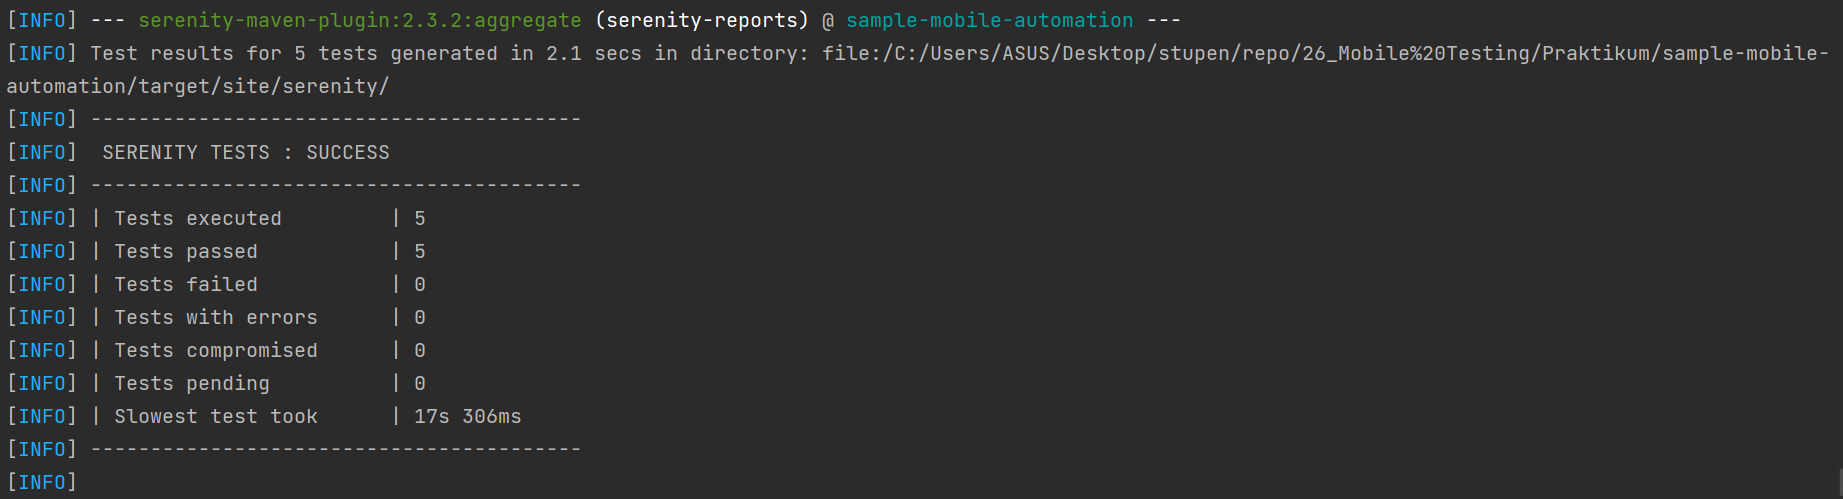 [INFO] --- serenity-maven-plugin:2.3.2:aggregate (serenity-reports) @ sample-mobile-automation ---
[INFO] Test results for 5 tests generated in 2.1 secs in directory: file:/C:/Users/ASUS/Desktop/stupen/repo/26_Mobile%20Testing/Praktikum/sample-mobile-
automation/target/site/serenity/
[INFO] -----------------------------------------
[INFO]  SERENITY TESTS : SUCCESS
[INFO] -----------------------------------------
[INFO] | Tests executed         | 5
[INFO] | Tests passed           | 5
[INFO] | Tests failed           | 0
[INFO] | Tests with errors      | 0
[INFO] | Tests compromised      | 0
[INFO] | Tests pending          | 0
[INFO] | Slowest test took      | 17s 306ms
[INFO] -----------------------------------------
[INFO]